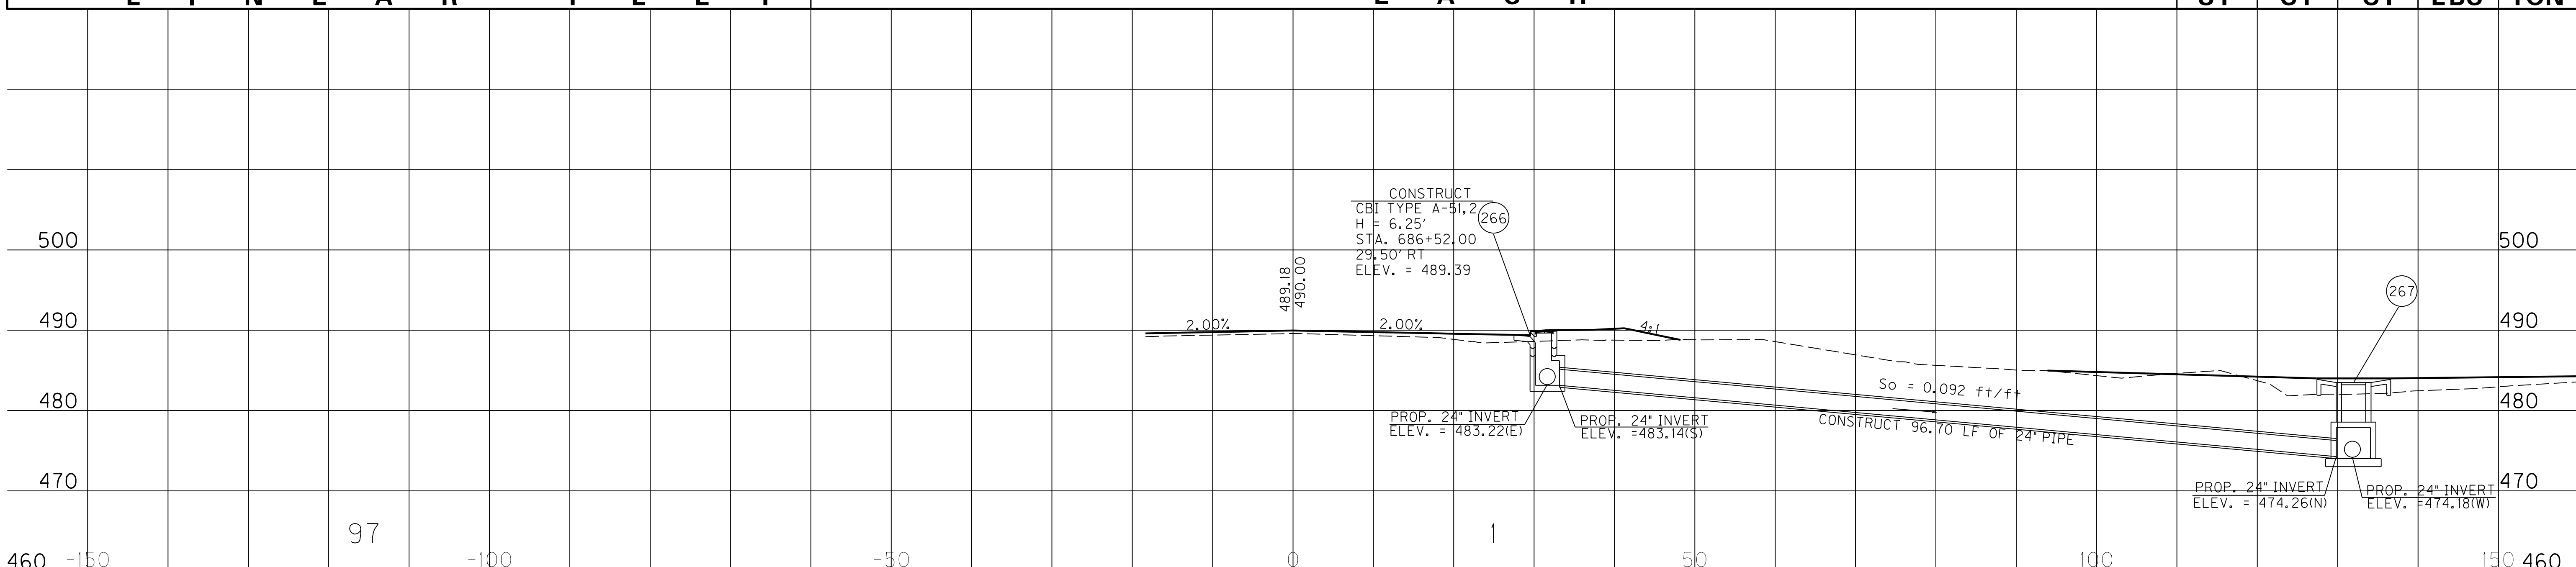 L I N E A R F E E T
E A C H
LBS
TON
CONSTRUCT
CBI TYPE A-51,2
H = 6.25'
STA. 686+52.00
29.50' RT
ELEV. = 489.39
266
500
500
489.18
490.00
267
490
2.00%
2.00%
4:1
490
So = 0.092 ft/ft
480
480
PROP. 24" INVERT
ELEV. = 483.22(E)
PROP. 24" INVERT
ELEV. =483.14(S)
CONSTRUCT 96.70 LF OF 24" PIPE
470
470
PROP. 24" INVERT
ELEV. = 474.26(N)
PROP. 24" INVERT
ELEV. =474.18(W)
97
1
460 -150 -100 -50 0 50 100 150 460